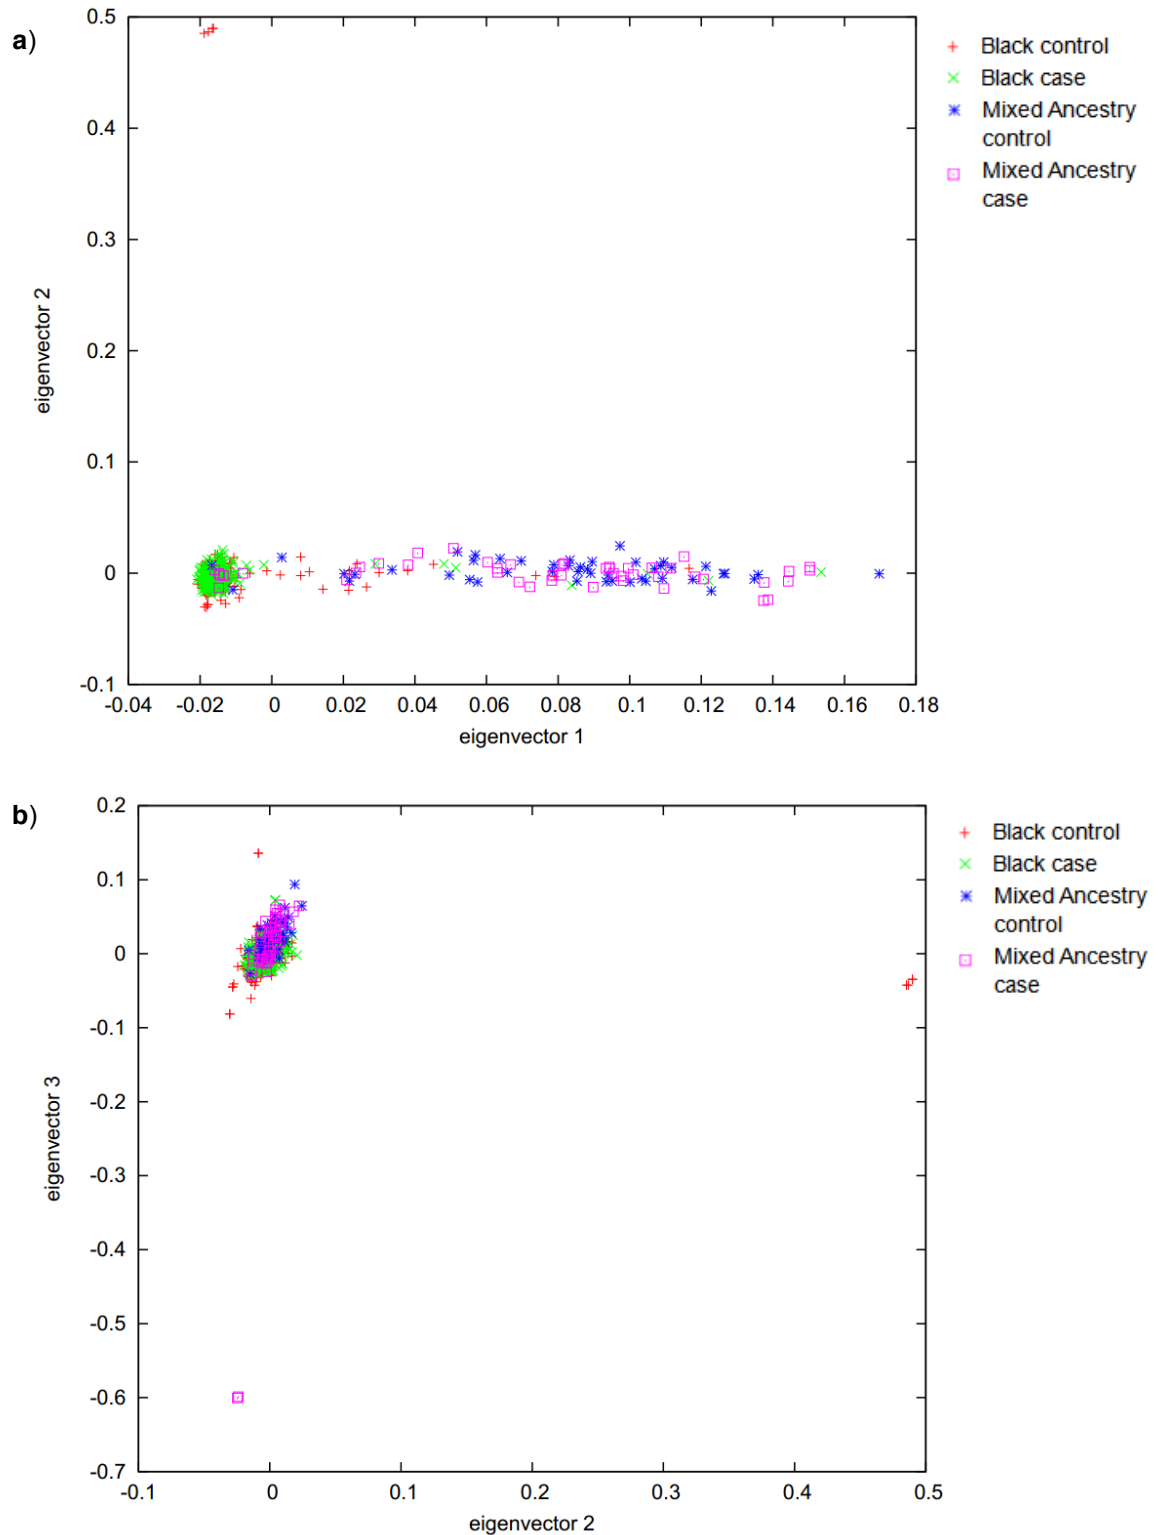 a)
0.5
0.4
0.3
0.2
0.1
0
-0.1
eigenvector 2
-0.04 -0.02 0 0.02 0.04 0.06 0.08 0.1 0.12 0.14 0.16 0.18
eigenvector 1
Black control
Black case
Mixed Ancestry
control
Mixed Ancestry
case
b)
0.2
0.1
0
-0.1
-0.2
-0.3
-0.4
-0.5
-0.6
-0.7
eigenvector 3
-0.1 0 0.1 0.2 0.3 0.4 0.5
eigenvector 2
Black control
Black case
Mixed Ancestry
control
Mixed Ancestry
case